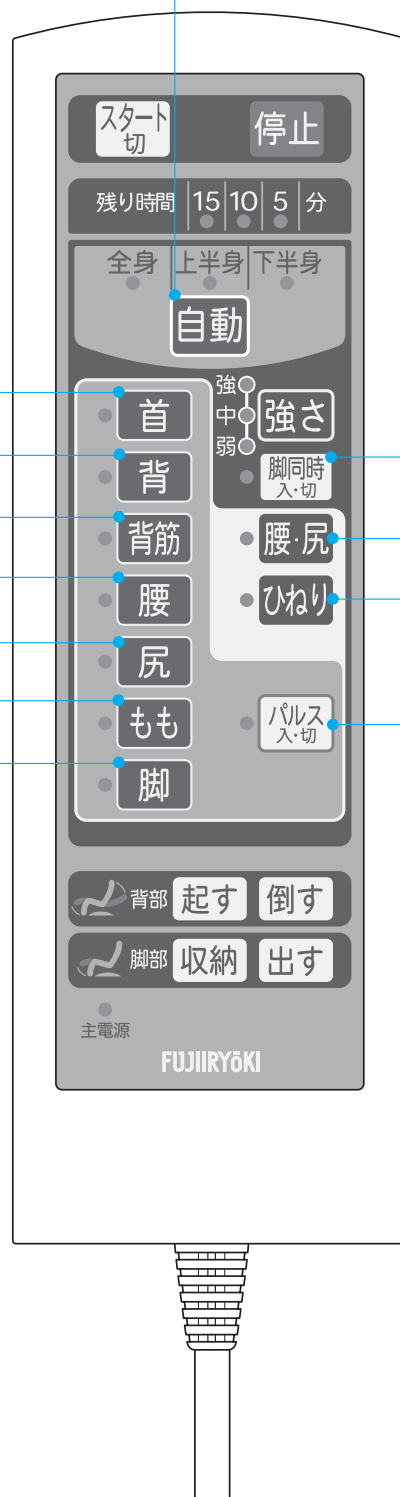 スタート
切
停止
残り時間 15 10 5 分
全身 上半身 下半身
自動
強
中
弱
強さ
脚同時
入・切
首
背
背筋
腰
尻
もも
脚
腰・尻
ひねり
パルス
入・切
背部 起す 倒す
脚部 収納 出す
主電源
FUJIIRYōKI